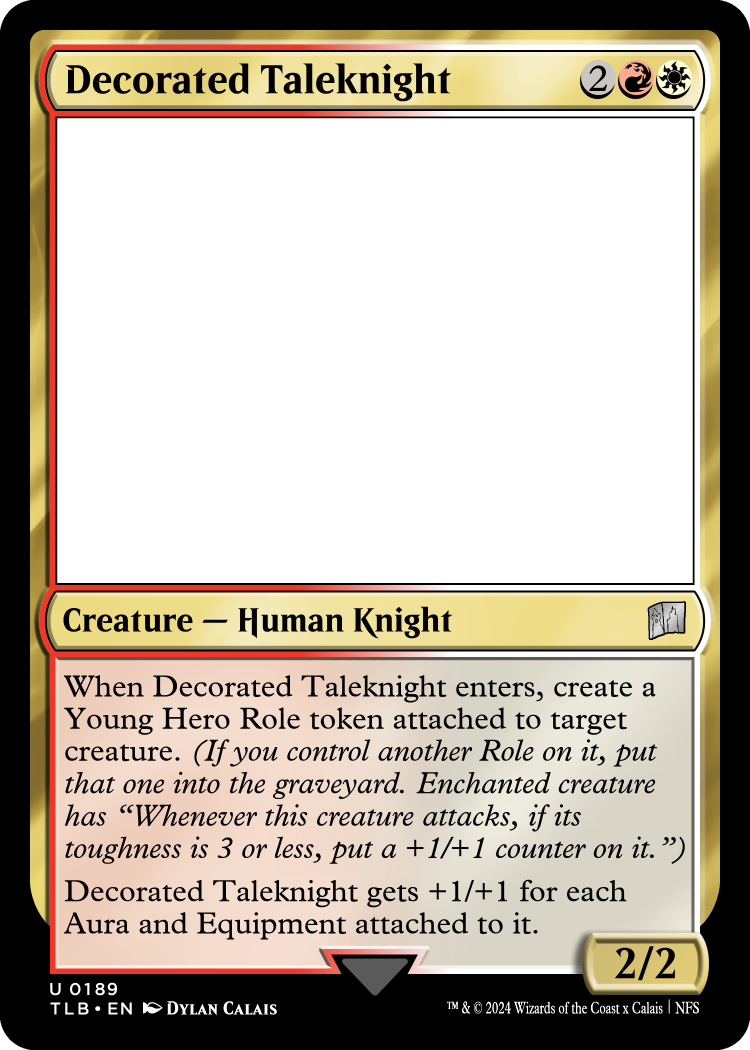 Decorated Taleknight 2
Creature — Human Knight
When Decorated Taleknight enters, create a
Young Hero Role token attached to target
creature. (If you control another Role on it, put
that one into the graveyard. Enchanted creature
has “Whenever this creature attacks, if its
toughness is 3 or less, put a +1/+1 counter on it.”)
Decorated Taleknight gets +1/+1 for each
Aura and Equipment attached to it.
2/2
U 0189
TLB • EN DYLAN CALAIS
™ & © 2024 Wizards of the Coast x Calais | NFS